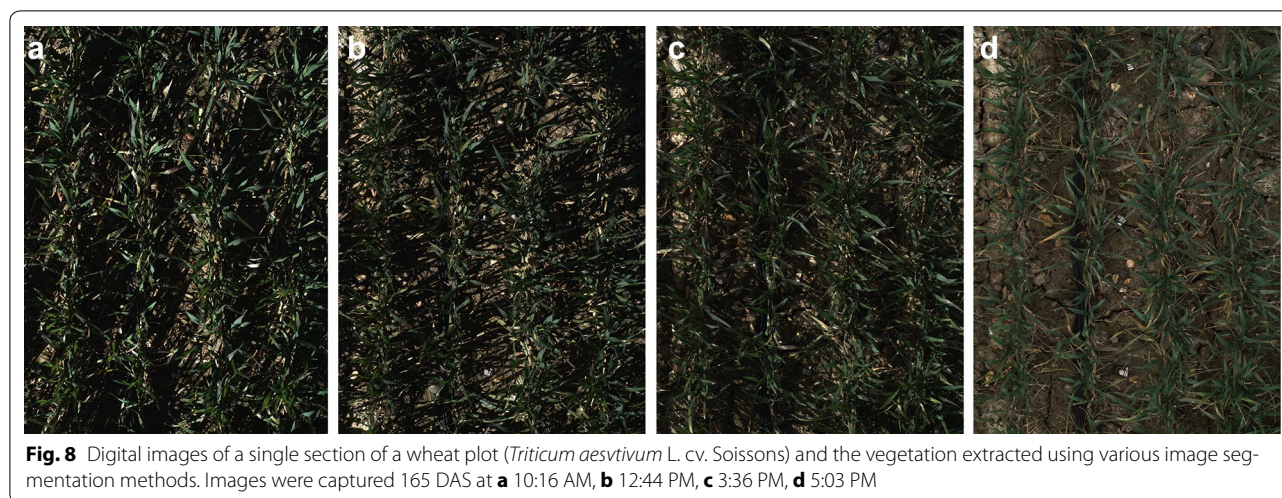 a b c d
Fig. 8 Digital images of a single section of a wheat plot (Triticum aesvtivum L. cv. Soissons) and the vegetation extracted using various image seg-
mentation methods. Images were captured 165 DAS at a 10:16 AM, b 12:44 PM, c 3:36 PM, d 5:03 PM